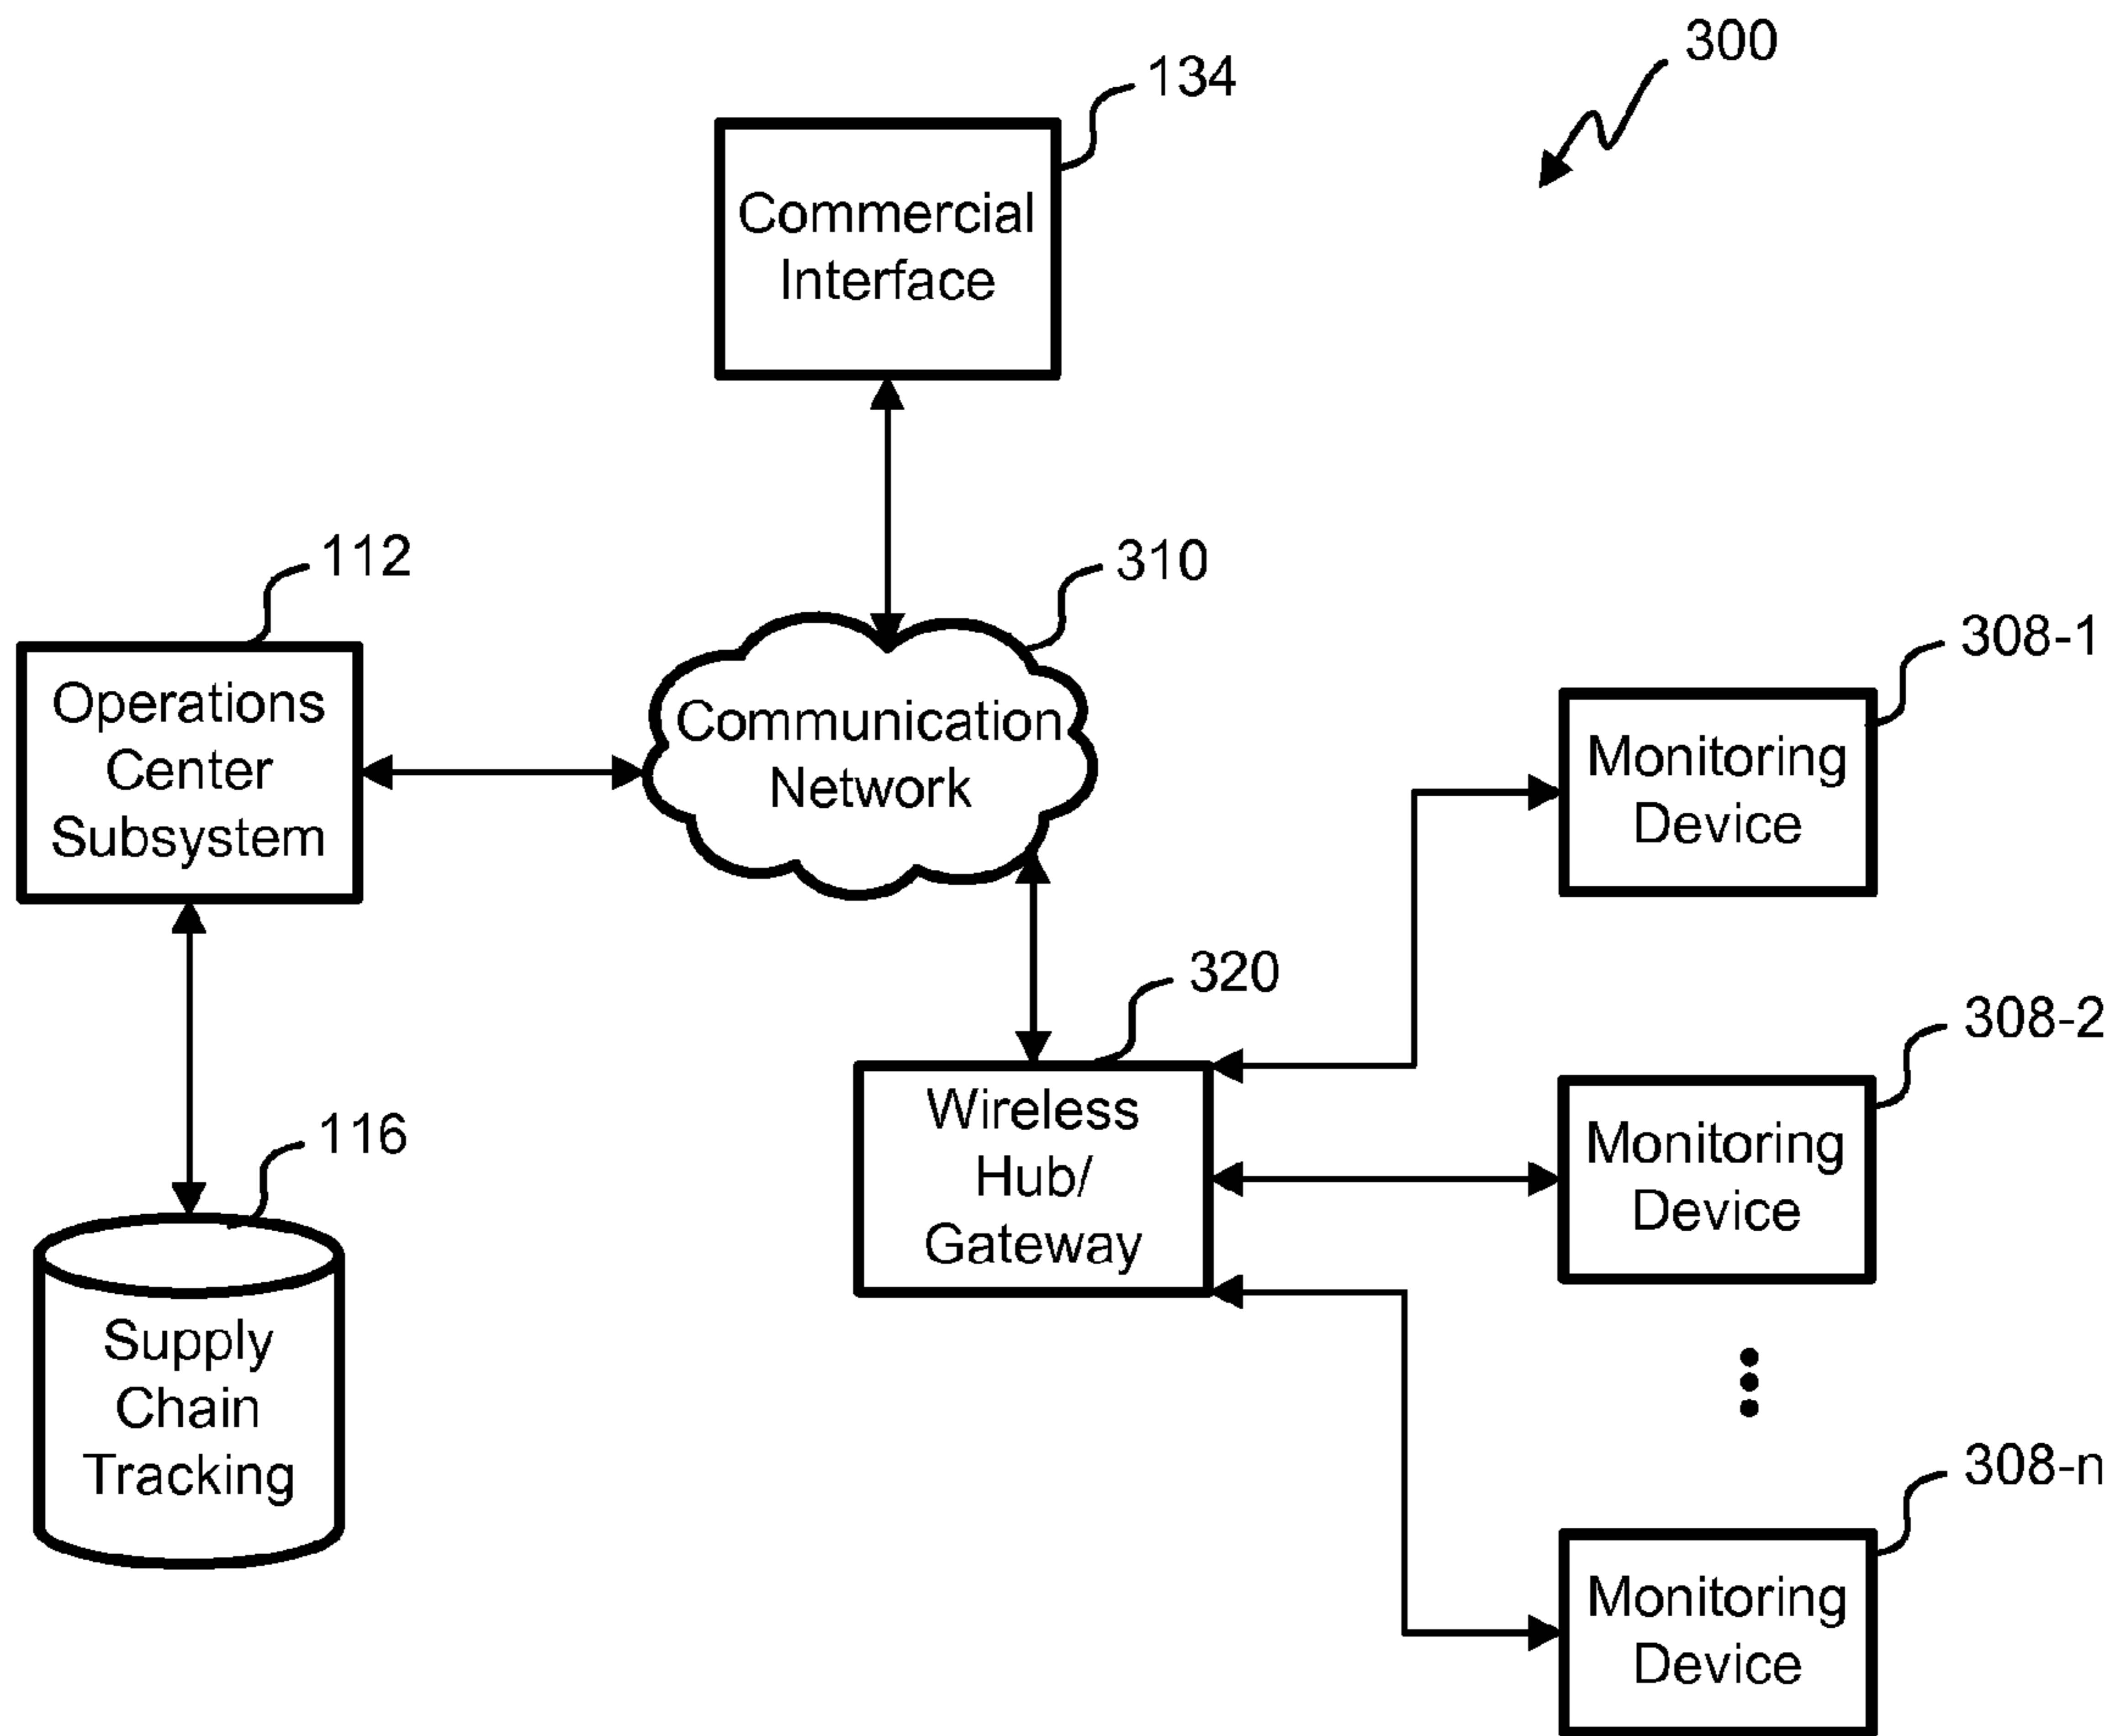 300
134
Commercial
Interface
112
310
Operations
Center
Subsystem
Communication
Network
308-1
Monitoring
Device
320
308-2
Wireless
Hub/
Gateway
Monitoring
Device
116
Supply
Chain
Tracking
308-n
Monitoring
Device